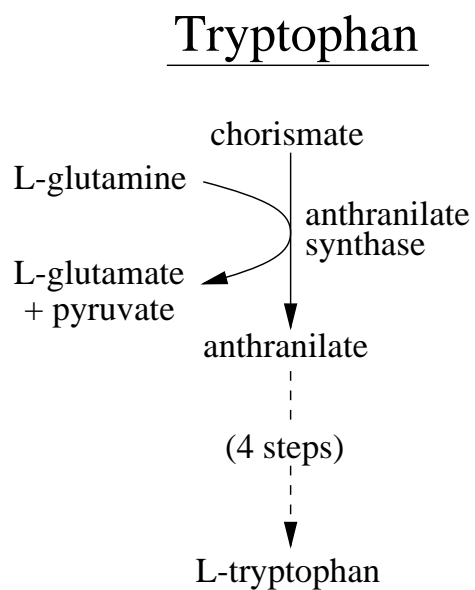 Tryptophan
chorismate
L-glutamine
anthranilate
synthase
L-glutamate
+ pyruvate
anthranilate
(4 steps)
L-tryptophan